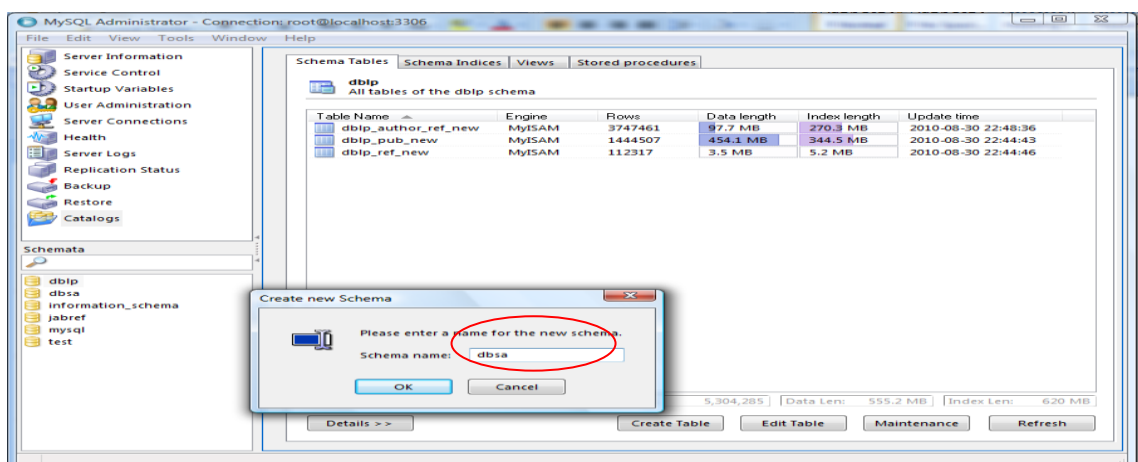 MySQL Administrator - Connection: root@localhost:3306
File Edit View Tools Window Help
Server Information
Service Control
Startup Variables
User Administration
Server Connections
Health
Server Logs
Replication Status
Backup
Restore
Catalogs
Schemata
dblp
dbsa
information_schema
jabref
mysql
test
Schema Tables Schema Indices Views Stored procedures
dblp
All tables of the dblp schema
Table Name Engine Rows Data length Index length Update time
dblp_author_ref_new MyISAM 3747461 97.7 MB 270.3 MB 2010-08-30 22:48:36
dblp_pub_new MyISAM 1444507 454.1 MB 344.5 MB 2010-08-30 22:44:43
dblp_ref_new MyISAM 112317 3.5 MB 5.2 MB 2010-08-30 22:44:46
Create new Schema
Please enter a name for the new schema.
Schema name: dbsa
OK Cancel
5,304,285 Data Len: 555.2 MB Index Len: 620 MB
Details >> Create Table Edit Table Maintenance Refresh